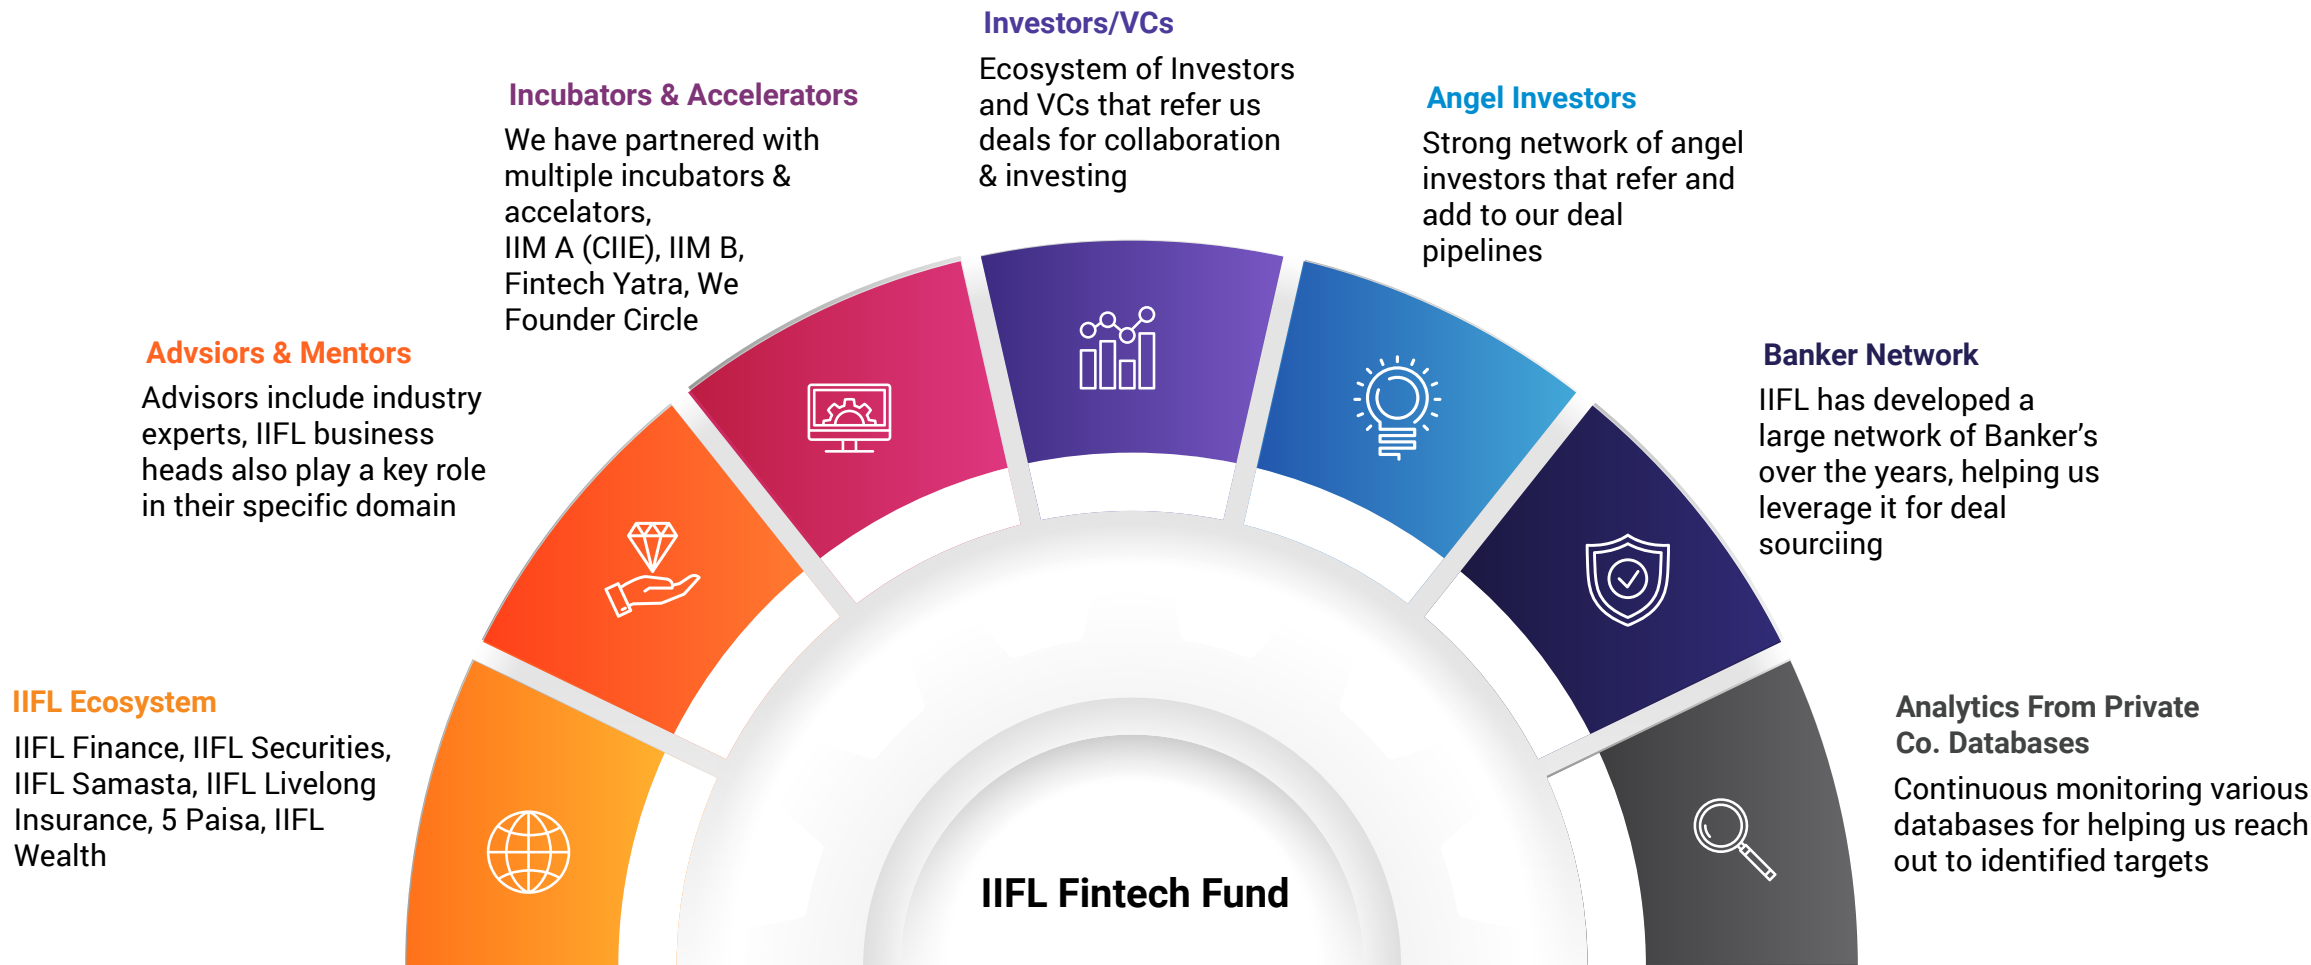 Investors/VCs
Ecosystem of Investors
and VCs that refer us
deals for collaboration
& investing
Incubators & Accelerators
We have partnered with
multiple incubators &
accelators,
IIM A (CIIE), IIM B,
Fintech Yatra, We
Founder Circle
Angel Investors
Strong network of angel
investors that refer and
add to our deal
pipelines
Advsiors & Mentors
Advisors include industry
experts, IIFL business
heads also play a key role
in their specific domain
Banker Network
IIFL has developed a
large network of Banker’s
over the years, helping us
leverage it for deal
sourciing
IIFL Ecosystem
IIFL Finance, IIFL Securities,
IIFL Samasta, IIFL Livelong
Insurance, 5 Paisa, IIFL
Wealth
Analytics From Private
Co. Databases
Continuous monitoring various
databases for helping us reach
out to identified targets
IIFL Fintech Fund